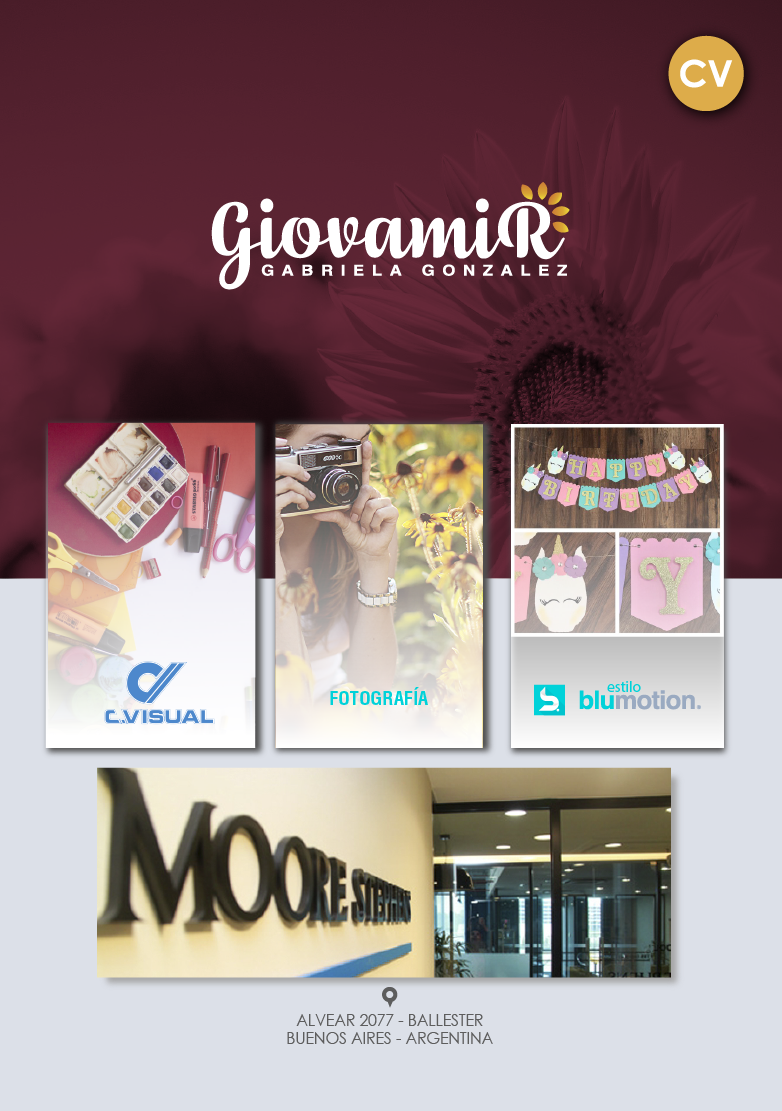 CV
GiovamiR
GABRIELA GONZALEZ
HAPPY
BIRTHDAY
Y
C.VISUAL
FOTOGRAFÍA
estilo
blumotion.
MOORE STEPHENS
ALVEAR 2077 - BALLESTER
BUENOS AIRES - ARGENTINA